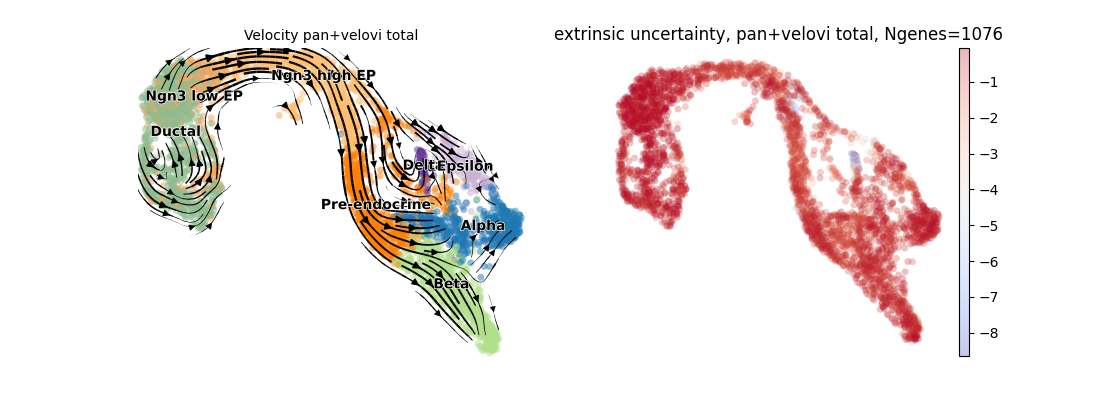 Velocity pan+velovi total
extrinsic uncertainty, pan+velovi total, Ngenes=1076
Ngn3 high EP
Ngn3 low EP
Ductal
Delta
Epsilon
Pre-endocrine
Alpha
Beta
−1
−2
−3
−4
−5
−6
−7
−8